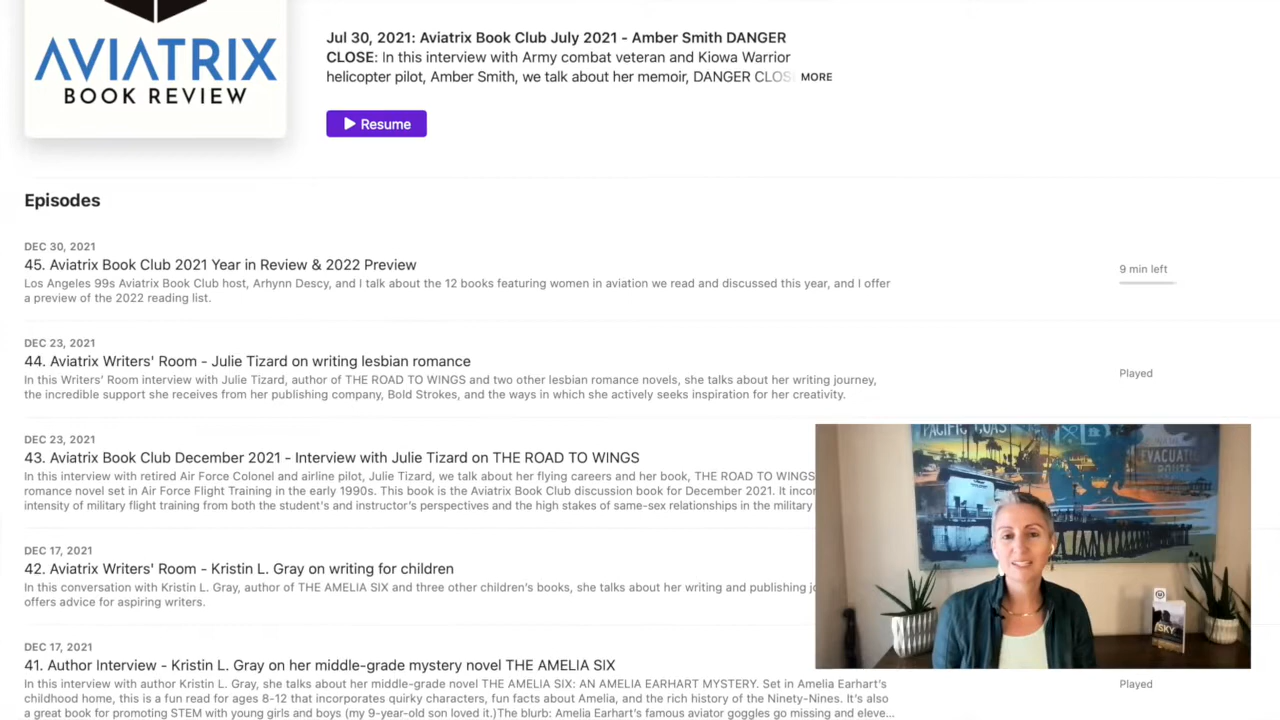 AVIATRIX
BOOK REVIEW
Jul 30, 2021: Aviatrix Book Club July 2021 - Amber Smith DANGER
CLOSE: In this interview with Army combat veteran and Kiowa Warrior
helicopter pilot, Amber Smith, we talk about her memoir, DANGER CLOS MORE
Resume
Episodes
DEC 30, 2021
45. Aviatrix Book Club 2021 Year in Review & 2022 Preview
Los Angeles 99s Aviatrix Book Club host, Arhynn Descy, and I talk about the 12 books featuring women in aviation we read and discussed this year, and I offer
a preview of the 2022 reading list.
9 min left
DEC 23, 2021
44. Aviatrix Writers' Room - Julie Tizard on writing lesbian romance
In this Writers' Room interview with Julie Tizard, author of THE ROAD TO WINGS and two other lesbian romance novels, she talks about her writing journey,
the incredible support she receives from her publishing company, Bold Strokes, and the ways in which she actively seeks inspiration for her creativity.
Played
DEC 23, 2021
43. Aviatrix Book Club December 2021 - Interview with Julie Tizard on THE ROAD TO WINGS
In this interview with retired Air Force Colonel and airline pilot, Julie Tizard, we talk about her flying careers and her book, THE ROAD TO WINGS
romance novel set in Air Force Flight Training in the early 1990s. This book is the Aviatrix Book Club discussion book for December 2021. It incor
intensity of military flight training from both the student's and instructor's perspectives and the high stakes of same-sex relationships in the military
DEC 17, 2021
42. Aviatrix Writers' Room - Kristin L. Gray on writing for children
In this conversation with Kristin L. Gray, author of THE AMELIA SIX and three other children's books, she talks about her writing and publishing jo
offers advice for aspiring writers.
DEC 17, 2021
41. Author Interview - Kristin L. Gray on her middle-grade mystery novel THE AMELIA SIX
In this interview with author Kristin L. Gray, she talks about her middle-grade novel THE AMELIA SIX: AN AMELIA EARHART MYSTERY. Set in Amelia Earhart's
childhood home, this is a fun read for ages 8-12 that incorporates quirky characters, fun facts about Amelia, and the rich history of the Ninety-Nines. It's also
a great book for promoting STEM with young girls and boys (my 9-year-old son loved it.)The blurb: Amelia Earhart's famous aviator goggles go missing and eleve...
Played
PACIFIC COAST
EVACUATION
ROUTE
SKY